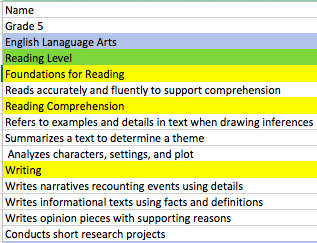 Name
Grade 5
English Lanaguage Arts
Reading Level
Foundations for Reading
Reads accurately and fluently to support comprehension
Reading Comprehension
Refers to examples and details in text when drawing inferences
Summarizes a text to determine a theme
Analyzes characters, settings, and plot
Writing
Writes narratives recounting events using details
Writes informational texts using facts and definitions
Writes opinion pieces with supporting reasons
Conducts short research projects